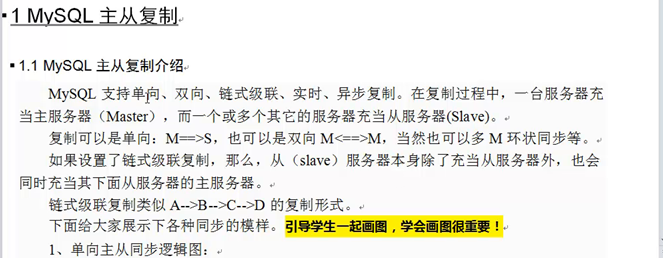 1 MySQL 主从复制
1.1 MySQL 主从复制介绍
MySQL 支持单向、双向、链式级联、实时、异步复制。在复制过程中，一台服务器充
当主服务器（Master），而一个或多个其它的服务器充当从服务器(Slave)。
复制可以是单向：M==>S，也可以是双向 M<==>M，当然也可以多 M 环状同步等。
如果设置了链式级联复制，那么，从（slave）服务器本身除了充当从服务器外，也会
同时充当其下面从服务器的主服务器。
链式级联复制类似 A-->B-->C-->D 的复制形式。
下面给大家展示下各种同步的模样。引导学生一起画图，学会画图很重要！
1、单向主从同步逻辑图：